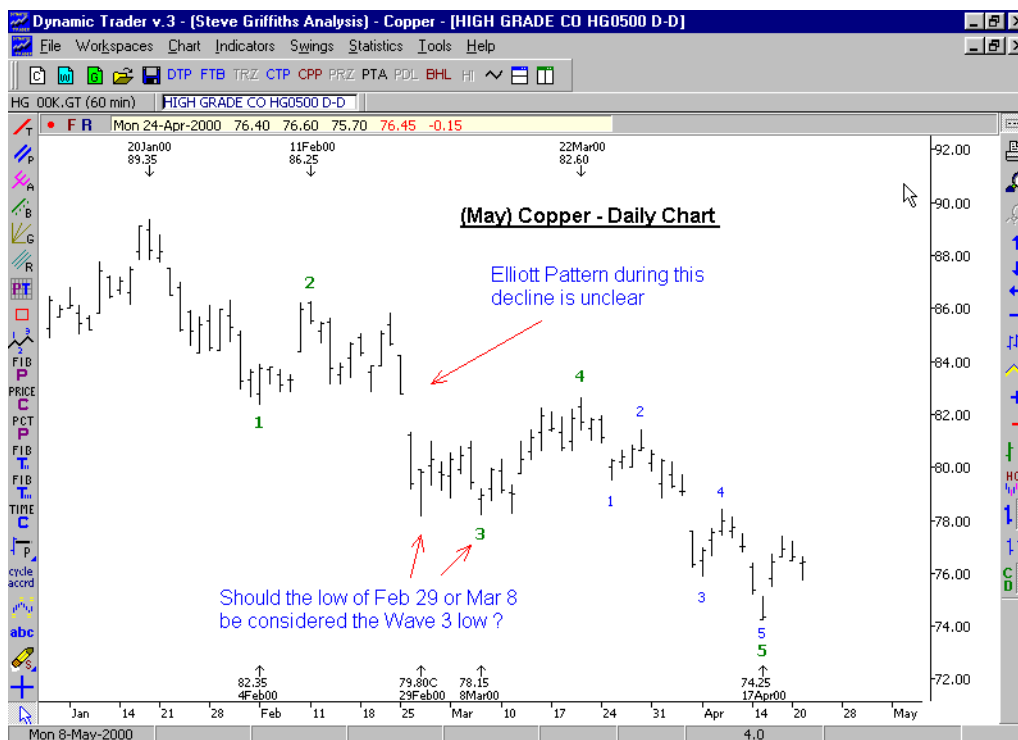 Dynamic Trader v.3 - (Steve Griffiths Analysis) - Copper - [HIGH GRADE CO HG0500 D-D]
File Workspaces Chart Indicators Swings Statistics Tools Help
C W G DTP FTB TRZ CTP CPP PRZ PTA PDL BHL HI
HG 00K.GT (60 min) HIGH GRADE CO HG0500 D-D
F R Mon 24-Apr-2000 76.40 76.60 75.70 76.45 -0.15
20Jan00 11Feb00 22Mar00
89.35 86.25 82.60
(May) Copper - Daily Chart
Elliott Pattern during this
decline is unclear
2
4
2
1
1
4
3
3
5
5
Should the low of Feb 29 or Mar 8
be considered the Wave 3 low ?
82.35 79.80C 78.15 74.25
4Feb00 29Feb00 8Mar00 17Apr00
92.00
90.00
88.00
86.00
84.00
82.00
80.00
78.00
76.00
74.00
72.00
T
P
A
B
G
R
PT
1 3
2
FIB
P
PRICE
C
PCT
P
FIB
T
FIB
T
TIME
C
P
cycle
accrd
abc
S
HC
1
C
D
Jan 14 21 28 Feb 11 18 25 Mar 10 17 24 31 Apr 14 20 28 May
Mon 8-May-2000 4.0